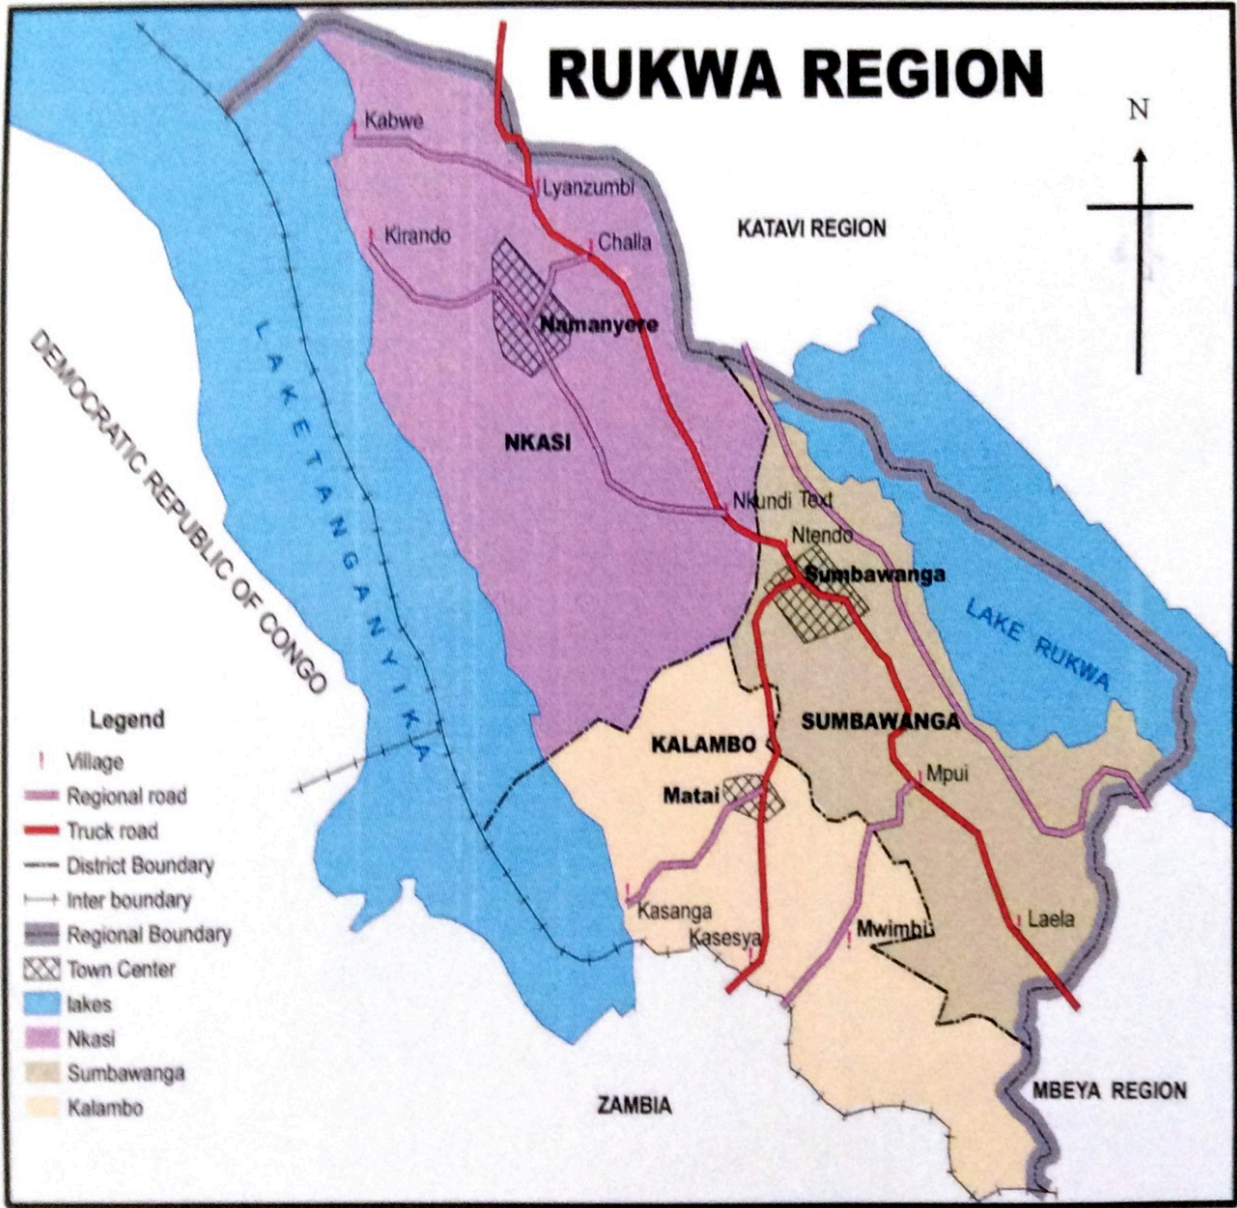 RUKWA REGION
N
Kabwe
Lyanzumbi
KATAVI REGION
Kirando
Challa
Namanyere
LAKE TANGANYIKA
DEMOCRATIC REPUBLIC OF CONGO
NKASI
Nkundi Text
Ntendo
Sumbawanga
LAKE RUKWA
SUMBAWANGA
KALAMBO
Mpui
Matai
Kasanga
Kasesya
Mwimbi
Laela
ZAMBIA
MBEYA REGION
Legend
Village
Regional road
Truck road
District Boundary
Inter boundary
Regional Boundary
Town Center
lakes
Nkasi
Sumbawanga
Kalambo